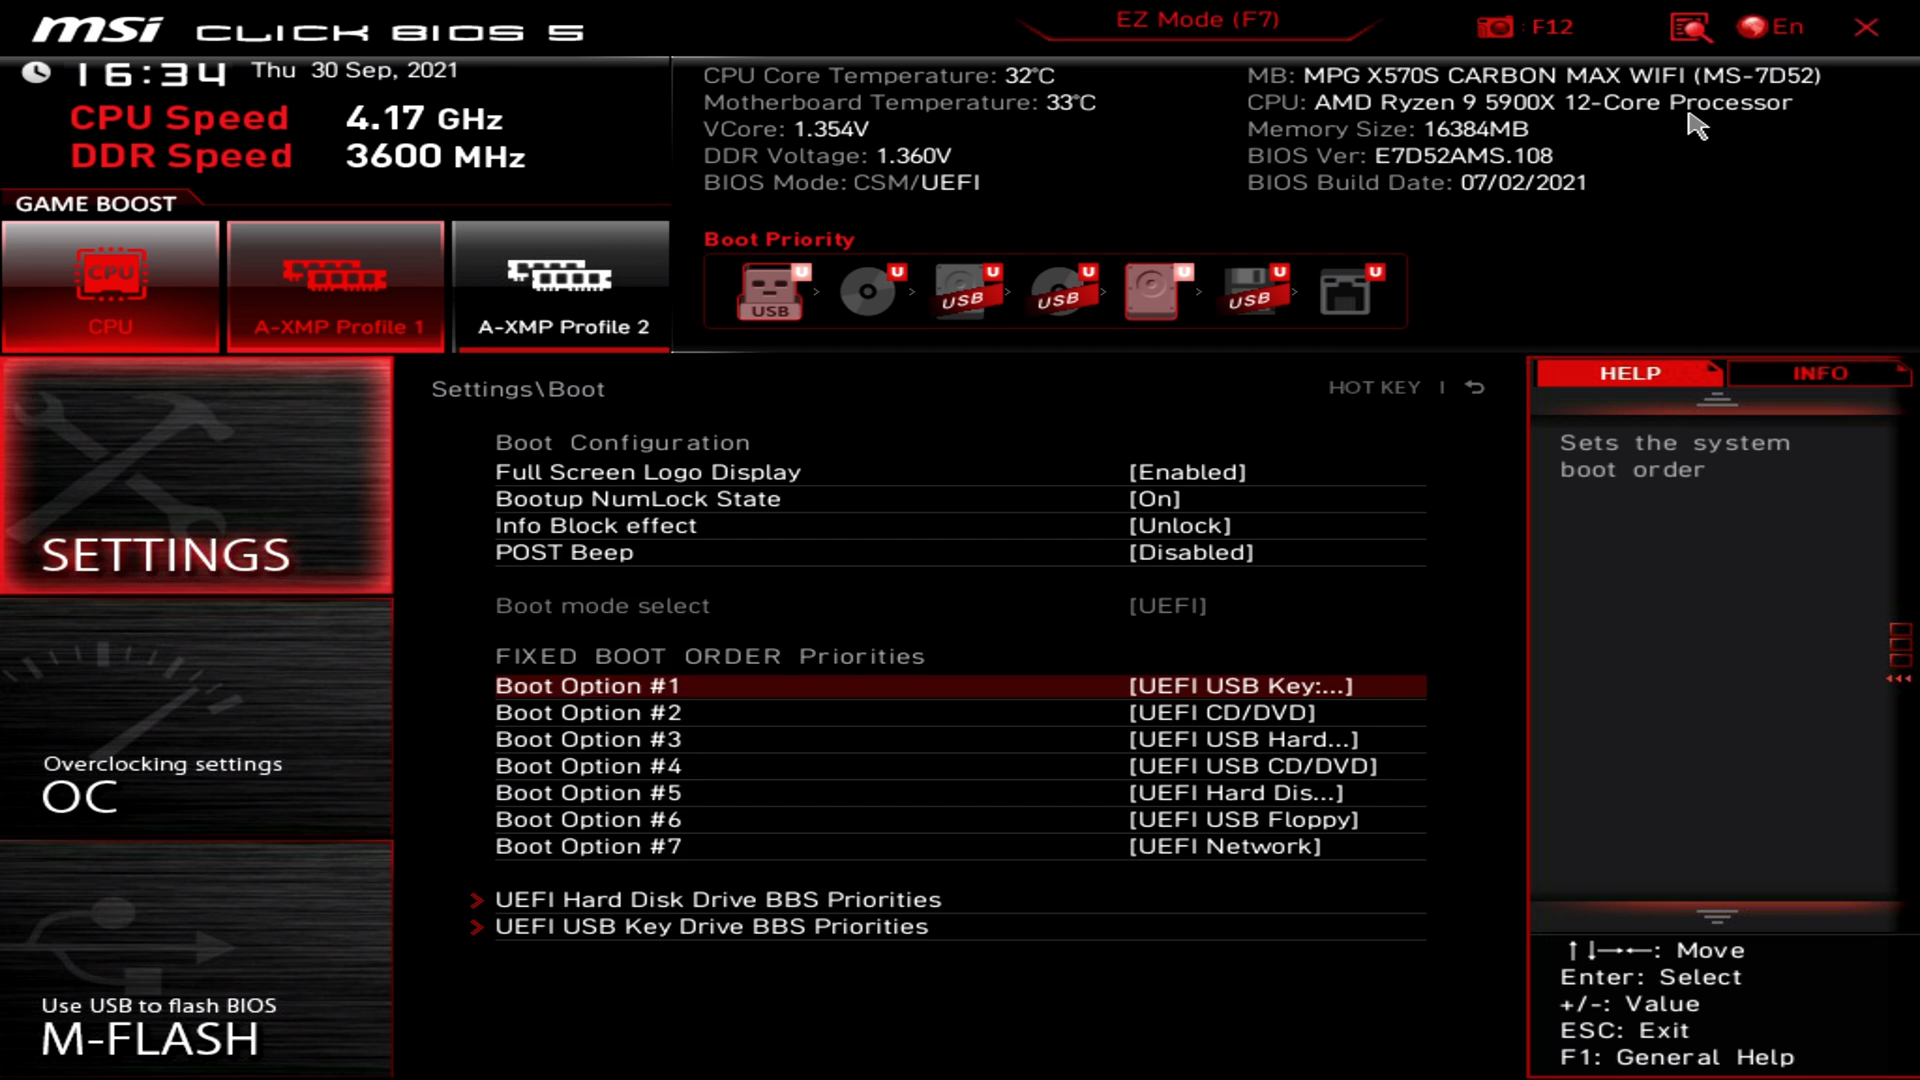 msi CLICK BIOS 5
EZ Mode (F7)
: F12
En
16:34 Thu 30 Sep, 2021
CPU Speed 4.17 GHz
DDR Speed 3600 MHz
CPU Core Temperature: 32°C
Motherboard Temperature: 33°C
VCore: 1.354V
DDR Voltage: 1.360V
BIOS Mode: CSM/UEFI
MB: MPG X570S CARBON MAX WIFI (MS-7D52)
CPU: AMD Ryzen 9 5900X 12-Core Processor
Memory Size: 16384MB
BIOS Ver: E7D52AMS.108
BIOS Build Date: 07/02/2021
GAME BOOST
CPU
CPU
A-XMP Profile 1
A-XMP Profile 2
Boot Priority
USB U
U
USB U
USB U
U
USB U
U
SETTINGS
Overclocking settings
OC
Use USB to flash BIOS
M-FLASH
Settings\Boot
HOT KEY |
Boot Configuration
Full Screen Logo Display [Enabled]
Bootup NumLock State [On]
Info Block effect [Unlock]
POST Beep [Disabled]
Boot mode select [UEFI]
FIXED BOOT ORDER Priorities
Boot Option #1 [UEFI USB Key:...]
Boot Option #2 [UEFI CD/DVD]
Boot Option #3 [UEFI USB Hard...]
Boot Option #4 [UEFI USB CD/DVD]
Boot Option #5 [UEFI Hard Dis...]
Boot Option #6 [UEFI USB Floppy]
Boot Option #7 [UEFI Network]
> UEFI Hard Disk Drive BBS Priorities
> UEFI USB Key Drive BBS Priorities
HELP
INFO
Sets the system
boot order
↑↓→←: Move
Enter: Select
+/-: Value
ESC: Exit
F1: General Help